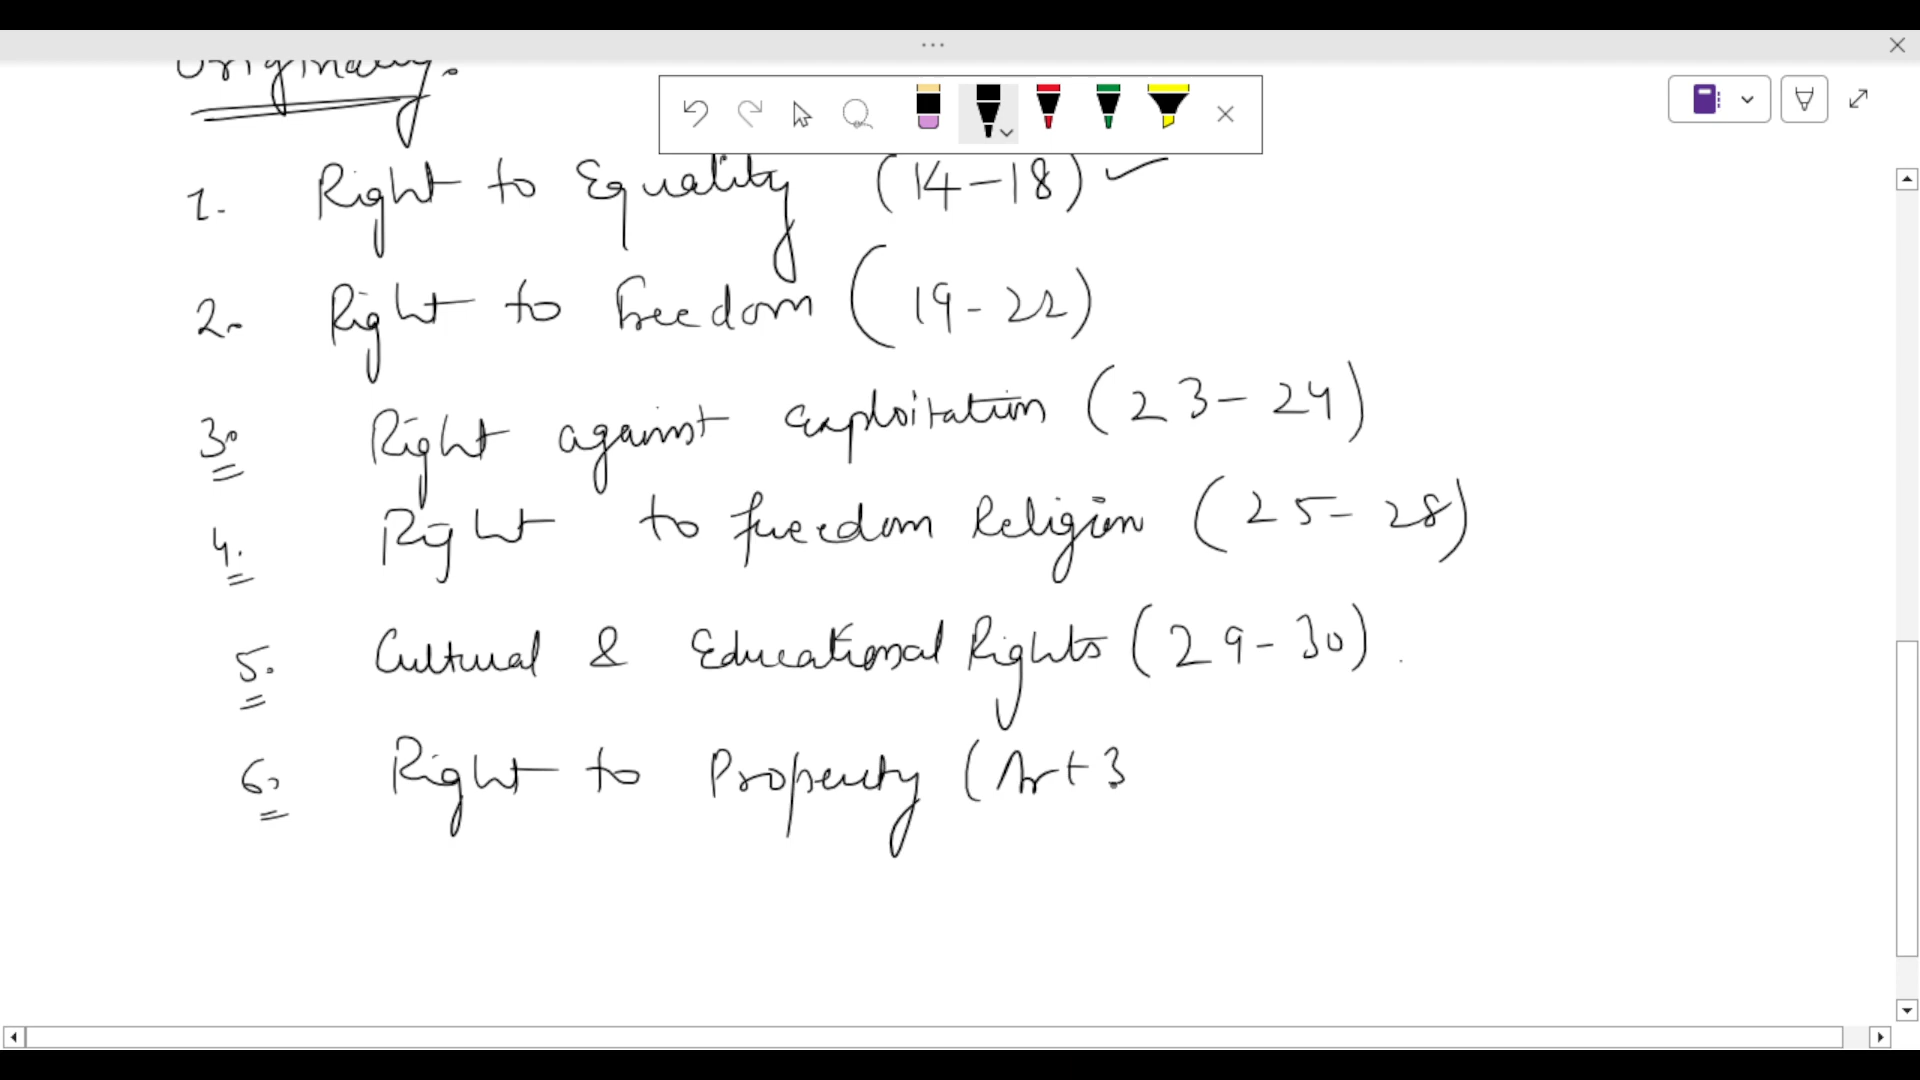 Originally.
1. Right to Equality (14-18) ✓
2. Right to Freedom (19-22)
3. Right against exploitation (23-24)
4. Right to freedom Religion (25-28)
5. Cultural & Educational Rights (29-30).
6. Right to Property (Art 3